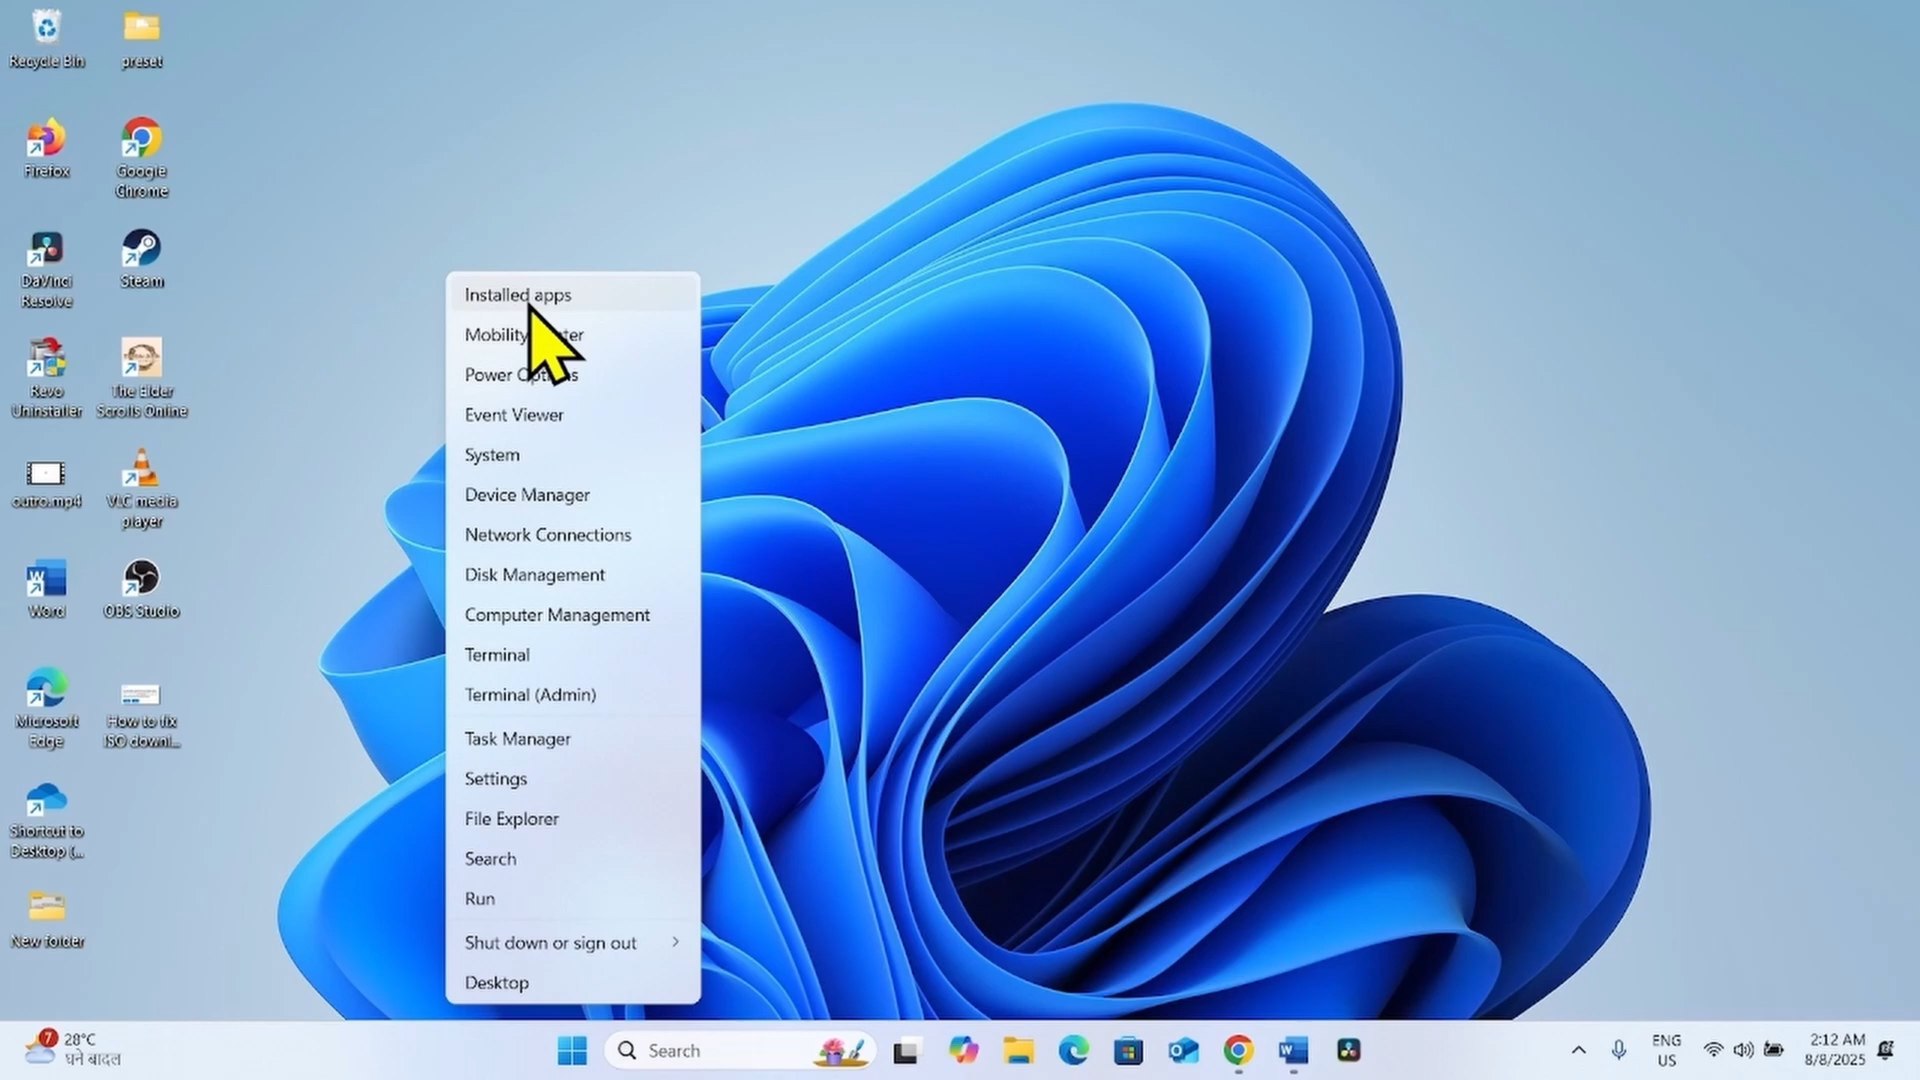 Recycle Bin
preset
Firefox
Google
Chrome
DaVinci
Resolve
Steam
Revo
Uninstaller
The Elder
Scrolls Online
outro.mp4
VLC media
player
Word
OBS Studio
Microsoft
Edge
How to fix
ISO downl...
Shortcut to
Desktop (...
New folder
Installed apps
Mobility
Power
Event Viewer
System
Device Manager
Network Connections
Disk Management
Computer Management
Terminal
Terminal (Admin)
Task Manager
Settings
File Explorer
Search
Run
Shut down or sign out
Desktop
7
28°C
घने बादल
Search
ENG
US
2:12 AM
8/8/2025